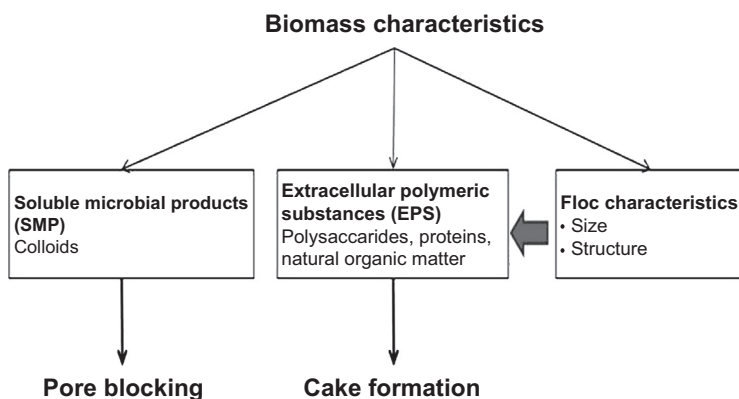 Biomass characteristics
Soluble microbial products
(SMP)
Colloids
Extracellular polymeric
substances (EPS)
Polysaccarides, proteins,
natural organic matter
Floc characteristics
• Size
• Structure
Pore blocking
Cake formation